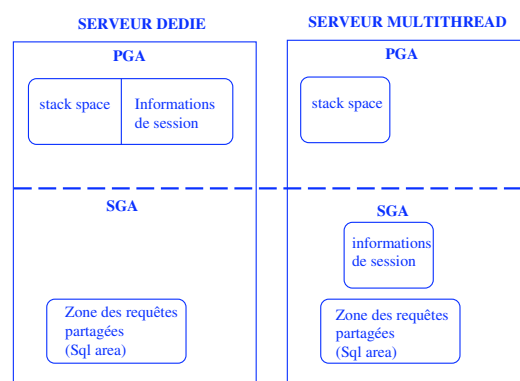 SERVEUR DEDIE
PGA
stack space
Informations
de session
SGA
Zone des requêtes
partagées
(Sql area)
SERVEUR MULTITHREAD
PGA
stack space
SGA
informations
de session
Zone des requêtes
partagées
(Sql area)